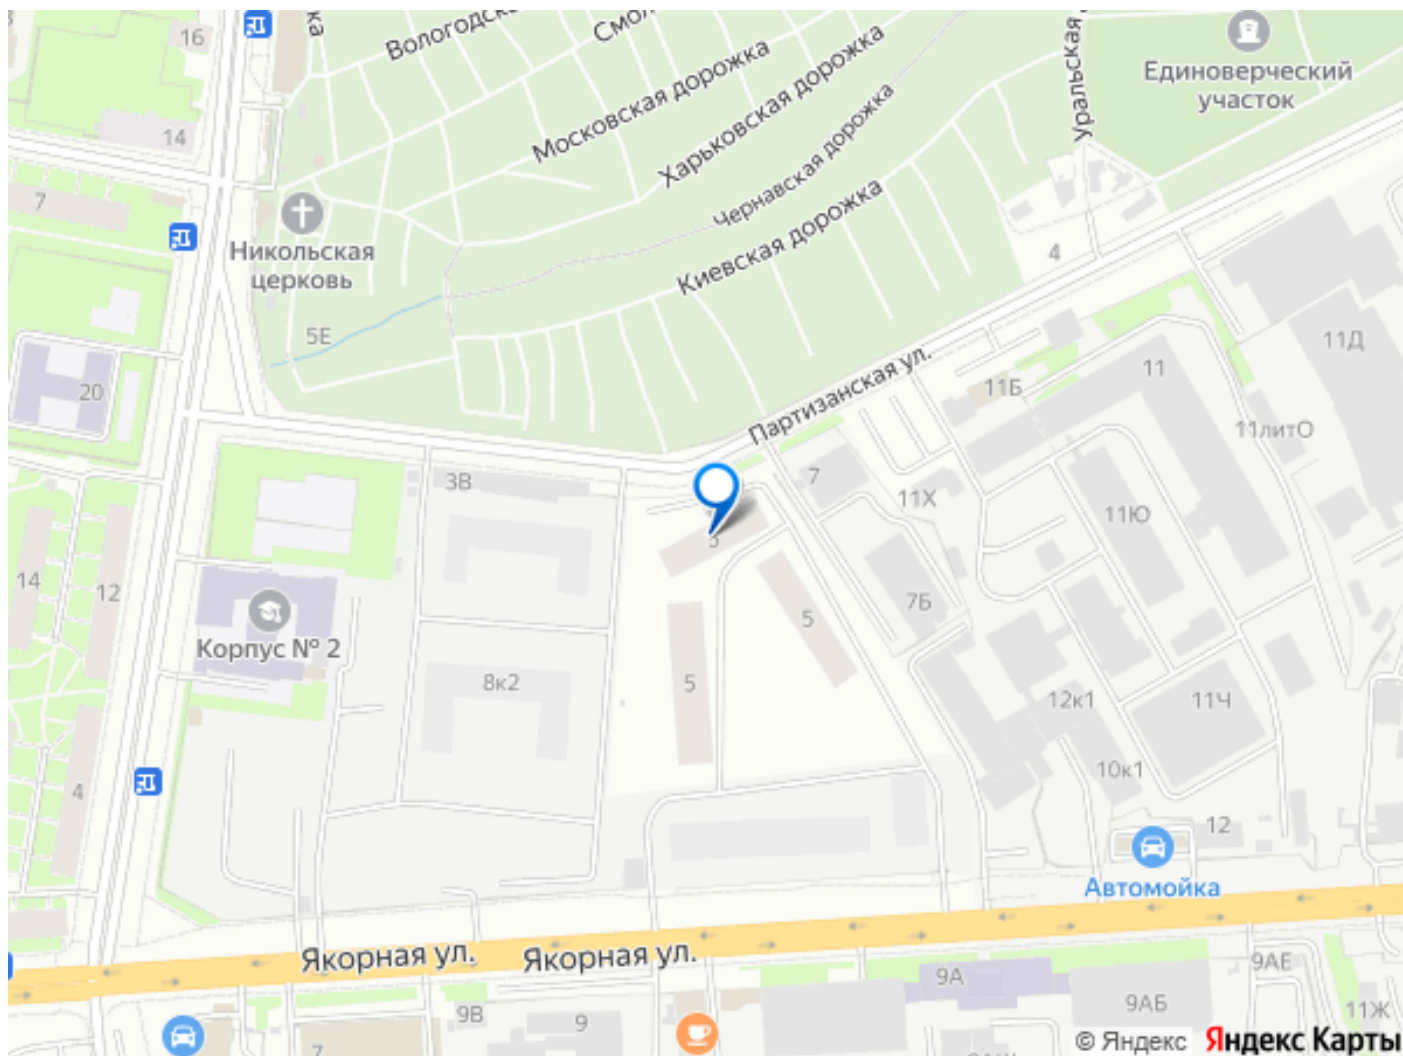 16
Вологодск
Смол
Уральская д
Единоверческий
участок
Московская дорожка
Харьковская дорожка
14
Чернавская дорожка
7
Киевская дорожка
Никольская
церковь
4
5Е
11Д
20
11
11Б
Партизанская ул.
11литО
3В
7
11Х
11Ю
5
14
12
7Б
5
Корпус № 2
8к2
5
12к1
11Ч
10к1
4
12
Автомойка
Якорная ул.
Якорная ул.
9А
9АЕ
9В
9
9АБ
11Ж
7
© Яндекс
Яндекс Карты